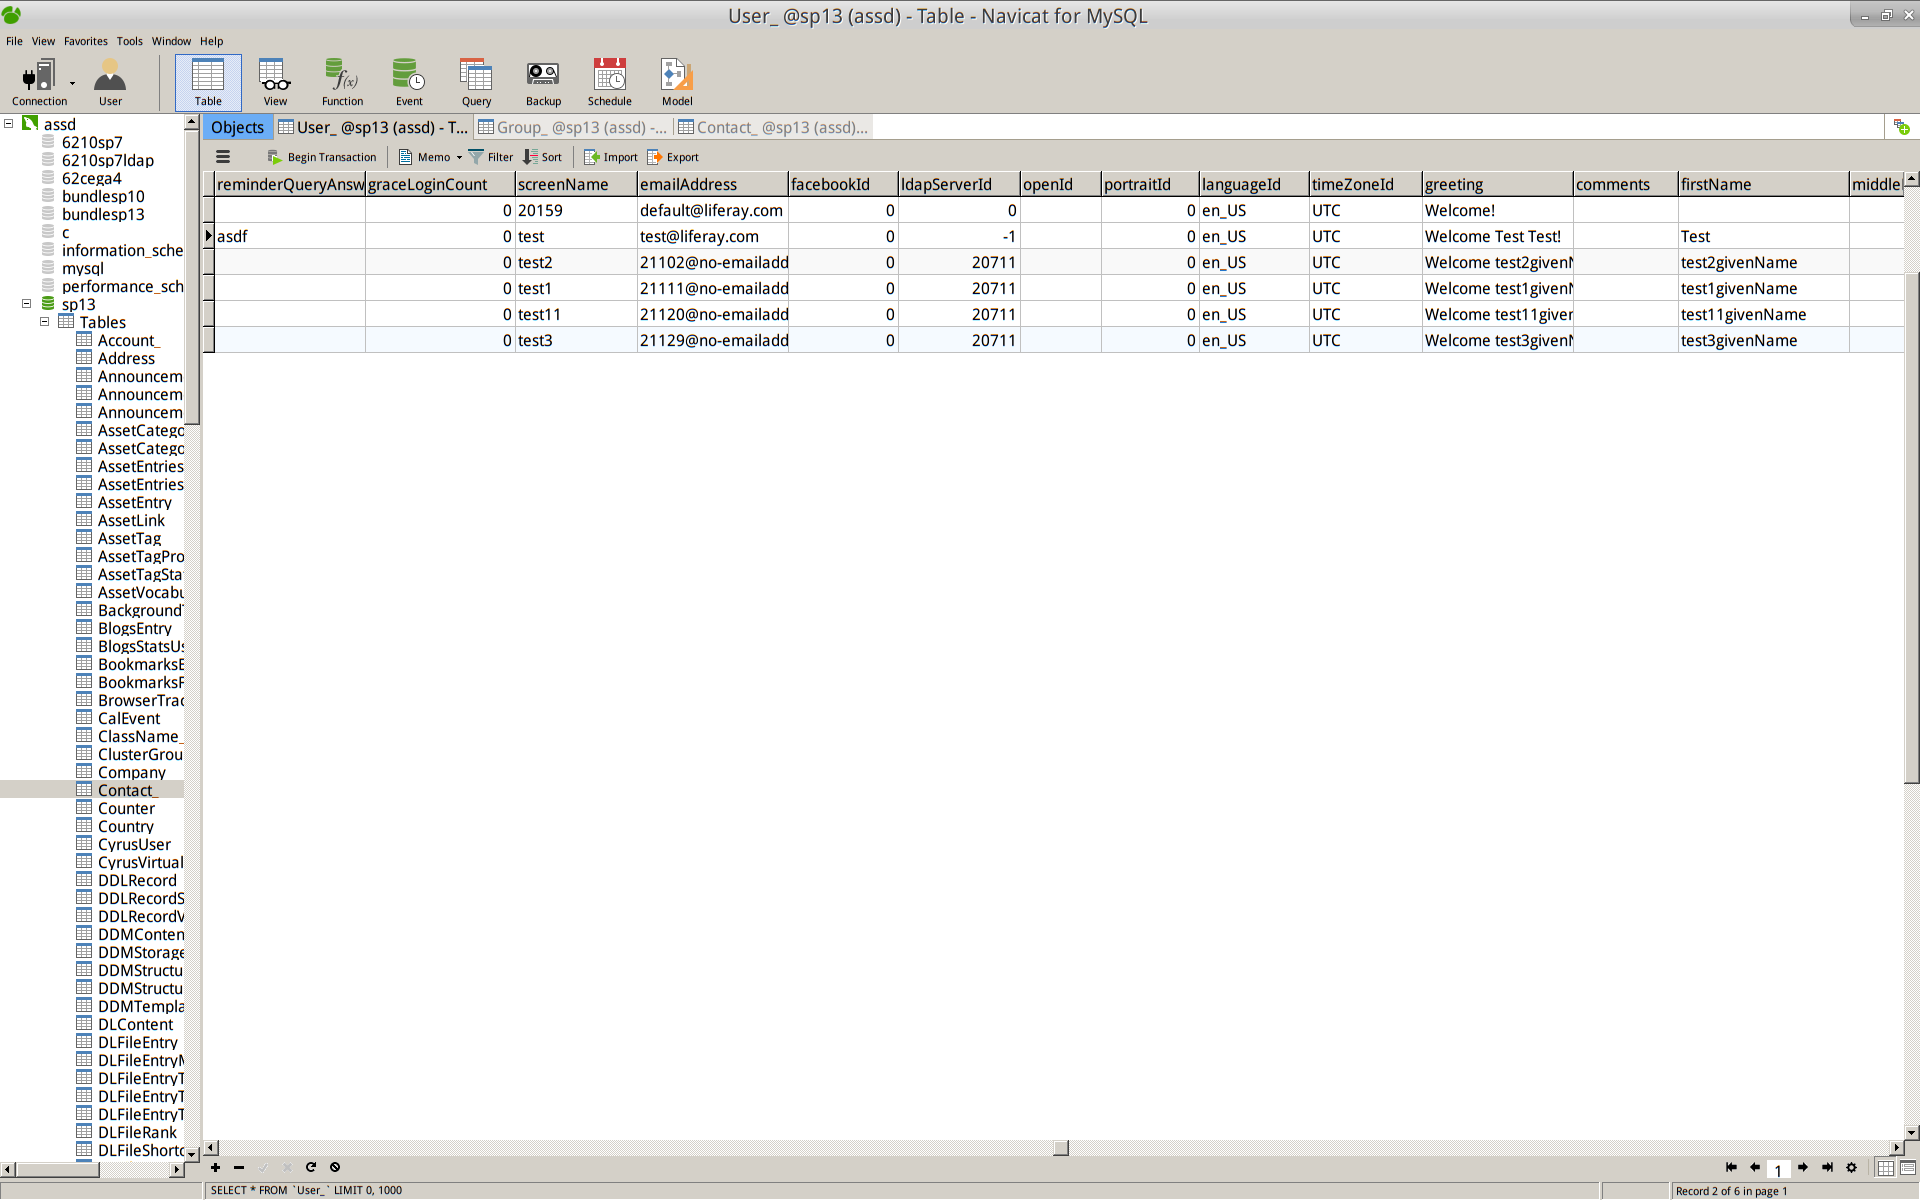 User_ @sp13 (assd) - Table - Navicat for MySQL
File View Favorites Tools Window Help
Connection User Table View Function Event Query Backup Schedule Model
Objects User_ @sp13 (assd) - T... Group_ @sp13 (assd) -... Contact_ @sp13 (assd)...
Begin Transaction Memo Filter Sort Import Export
assd
6210sp7
6210sp7ldap
62cega4
bundlesp10
bundlesp13
c
information_sche
mysql
performance_sch
sp13
Tables
Account_
Address
Announcem
Announcem
Announcem
AssetCatego
AssetCatego
AssetEntries
AssetEntries
AssetEntry
AssetLink
AssetTag
AssetTagPro
AssetTagSta
AssetVocabu
Background
BlogsEntry
BlogsStatsUs
BookmarksE
BookmarksF
BrowserTrac
CalEvent
ClassName_
ClusterGrou
Company
Contact_
Counter
Country
CyrusUser
CyrusVirtual
DDLRecord
DDLRecordS
DDLRecordV
DDMConten
DDMStorage
DDMStructu
DDMStructu
DDMTempla
DLContent
DLFileEntry
DLFileEntryM
DLFileEntryT
DLFileEntryT
DLFileEntryT
DLFileRank
DLFileShortc
reminderQueryAnsw graceLoginCount screenName emailAddress facebookId ldapServerId openId portraitId languageId timeZoneId greeting comments firstName middle
0 20159 default@liferay.com 0 0 0 en_US UTC Welcome!
asdf 0 test test@liferay.com 0 -1 0 en_US UTC Welcome Test Test! Test
0 test2 21102@no-emailadd 0 20711 0 en_US UTC Welcome test2givenN test2givenName
0 test1 21111@no-emailadd 0 20711 0 en_US UTC Welcome test1givenN test1givenName
0 test11 21120@no-emailadd 0 20711 0 en_US UTC Welcome test11giver test11givenName
0 test3 21129@no-emailadd 0 20711 0 en_US UTC Welcome test3givenN test3givenName
1
SELECT * FROM `User_` LIMIT 0, 1000
Record 2 of 6 in page 1